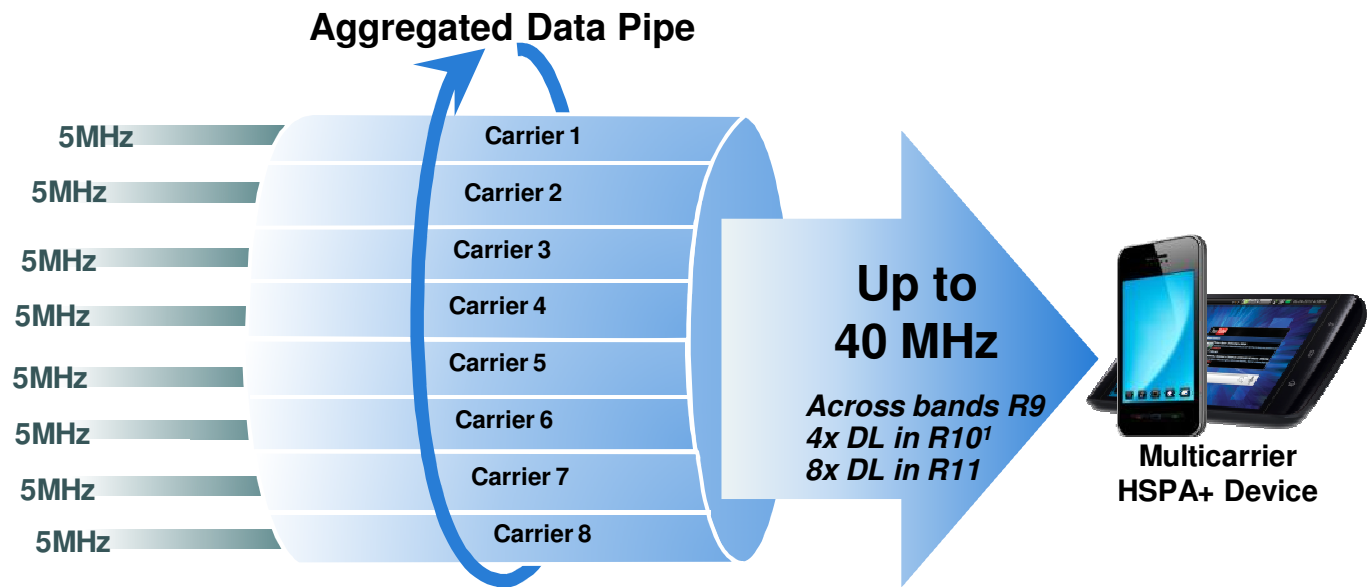 Aggregated Data Pipe
5MHz
Carrier 1
5MHz
Carrier 2
5MHz
Carrier 3
5MHz
Carrier 4
5MHz
Carrier 5
5MHz
Carrier 6
5MHz
Carrier 7
5MHz
Carrier 8
Up to
40 MHz
Across bands R9
4x DL in R10¹
8x DL in R11
Multicarrier
HSPA+ Device